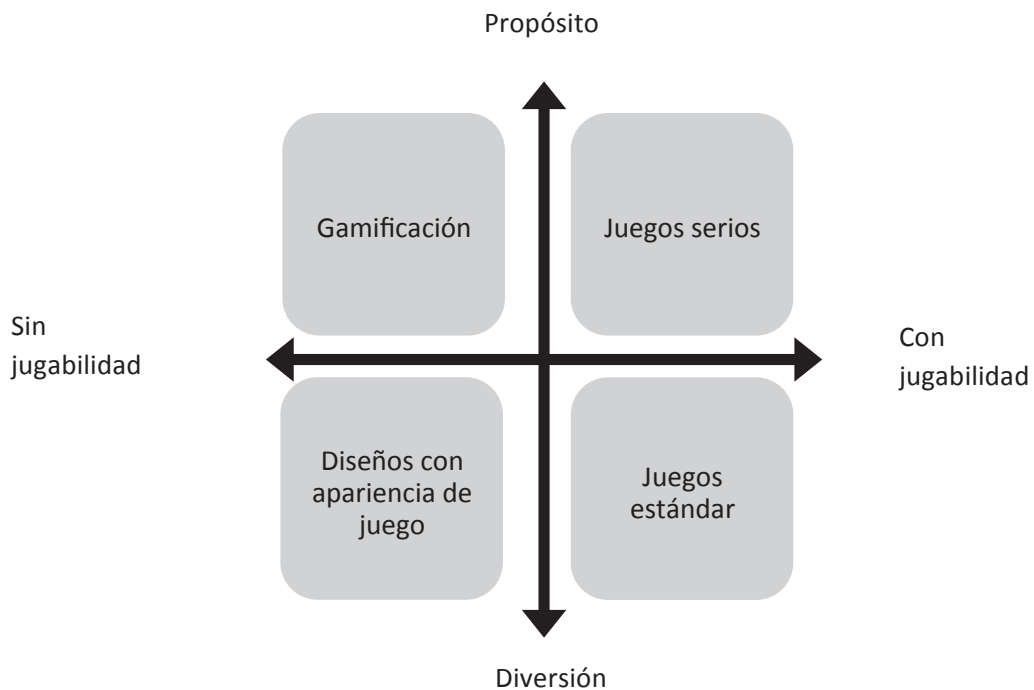 Propósito
Gamificación
Juegos serios
Sin
jugabilidad
Con
jugabilidad
Diseños con
apariencia de
juego
Juegos
estándar
Diversión